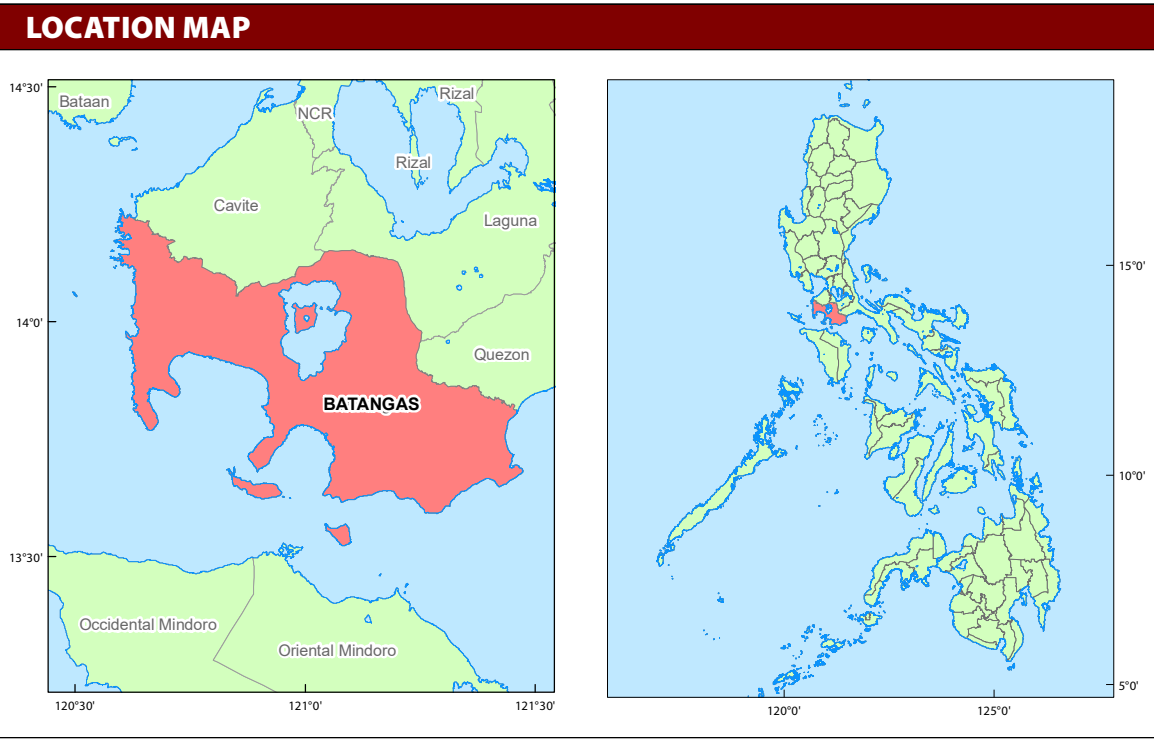 LOCATION MAP
14°30'
Bataan
Rizal
NCR
Rizal
Cavite
Laguna
14°0'
Quezon
BATANGAS
13°30'
Occidental Mindoro
Oriental Mindoro
120°30'
121°0'
121°30'
15°0'
10°0'
5°0'
120°0'
125°0'